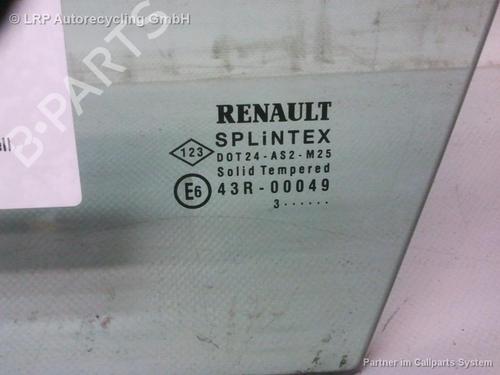 © LRP Autorecycling GmbH
B-PARTS
RENAULT
SPLiNTEX
123
DOT24-AS2-M25
Solid Tempered
E6 43R-00049
3······
Partner im Callparts System